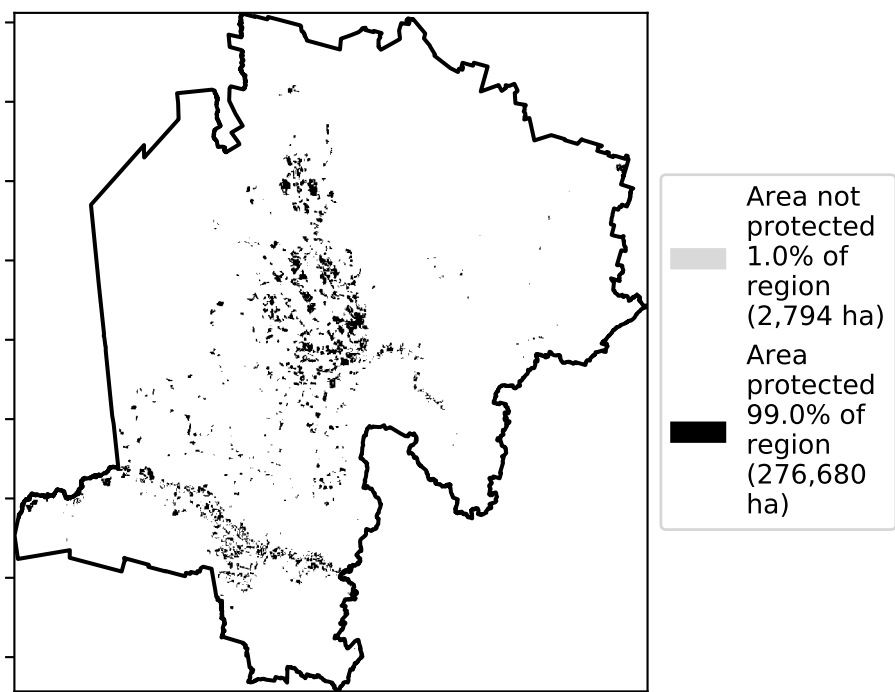 Area not
protected
1.0% of
region
(2,794 ha)
Area
protected
99.0% of
region
(276,680
ha)